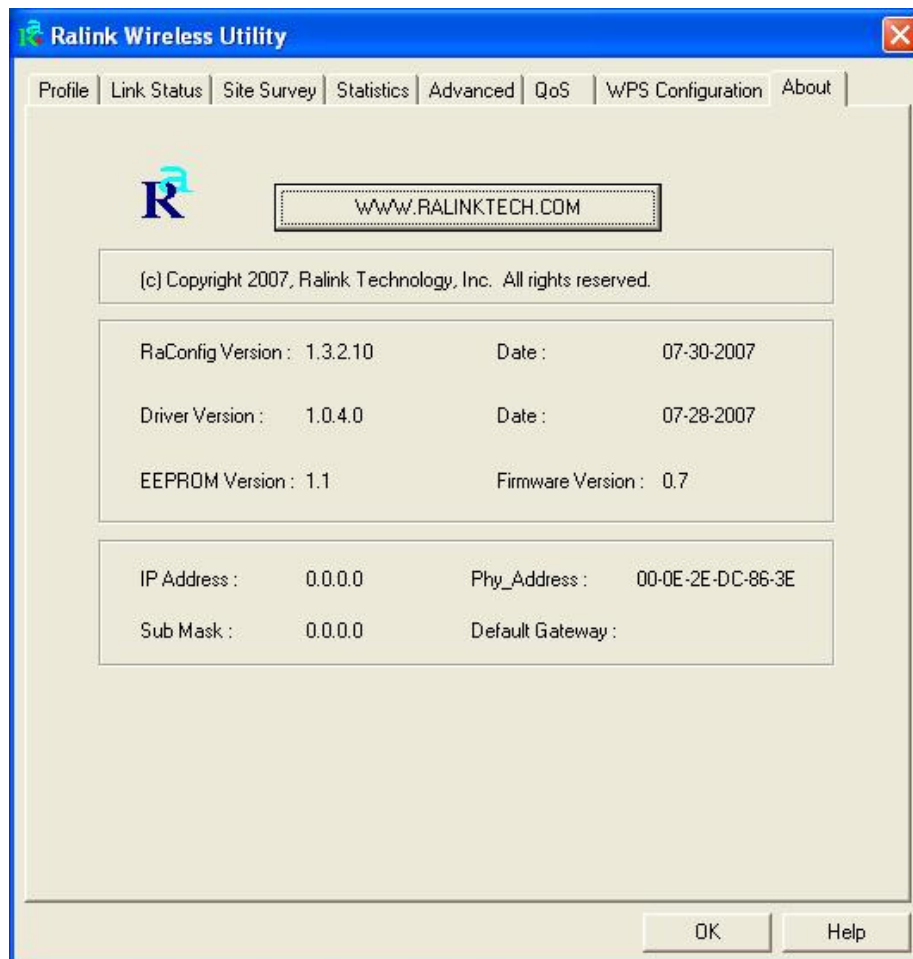 Ralink Wireless Utility
Profile Link Status Site Survey Statistics Advanced QoS WPS Configuration About
Ra WWW.RALINKTECH.COM
(c) Copyright 2007, Ralink Technology, Inc. All rights reserved.
RaConfig Version : 1.3.2.10 Date : 07-30-2007
Driver Version : 1.0.4.0 Date : 07-28-2007
EEPROM Version : 1.1 Firmware Version : 0.7
IP Address : 0.0.0.0 Phy_Address : 00-0E-2E-DC-86-3E
Sub Mask : 0.0.0.0 Default Gateway :
OK Help